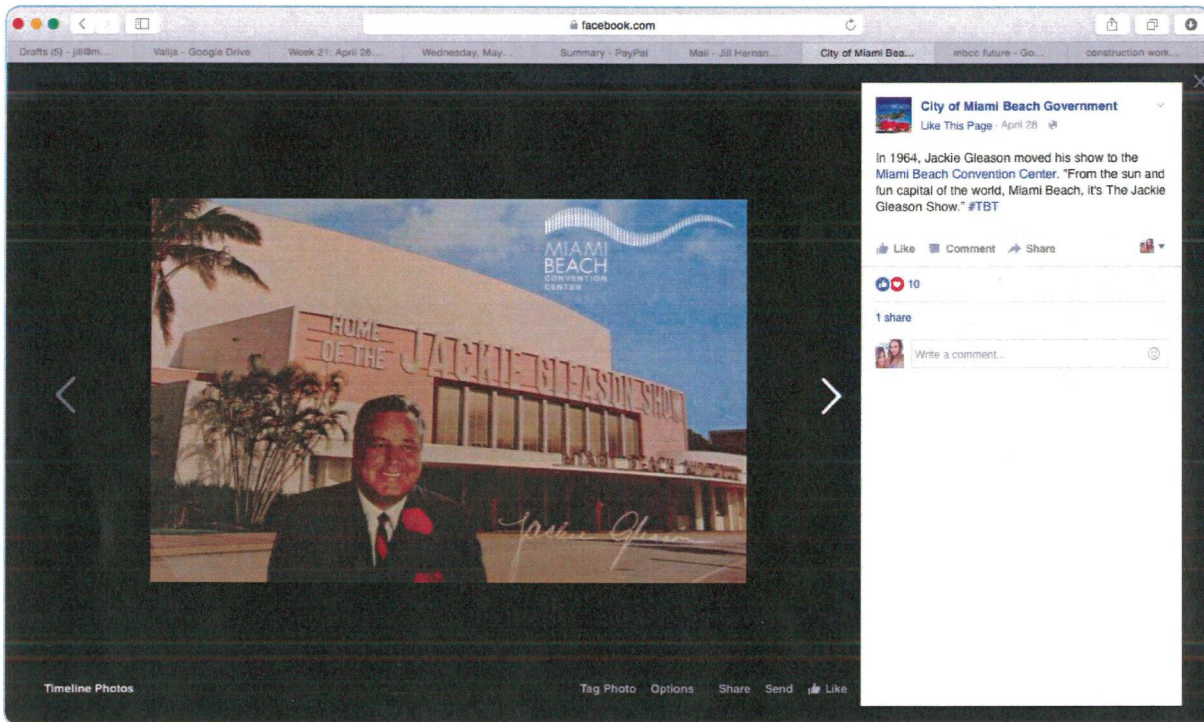 facebook.com
Drafts (5) - jill@m...
Valija - Google Drive
Week 21: April 28...
Wednesday, May...
Summary - PayPal
Mail - Jill Hernan...
City of Miami Bea...
mbcc future - Go...
construction work...
MIAMI
BEACH
CONVENTION
CENTER
HOME
OF THE JACKIE GLEASON SHOW
MIAMI BEACH
Jackie Gleason
Timeline Photos
Tag Photo Options Share Send Like
City of Miami Beach Government
Like This Page · April 28 ·
In 1964, Jackie Gleason moved his show to the
Miami Beach Convention Center. "From the sun and
fun capital of the world, Miami Beach, it's The Jackie
Gleason Show." #TBT
Like Comment Share
10
1 share
Write a comment...